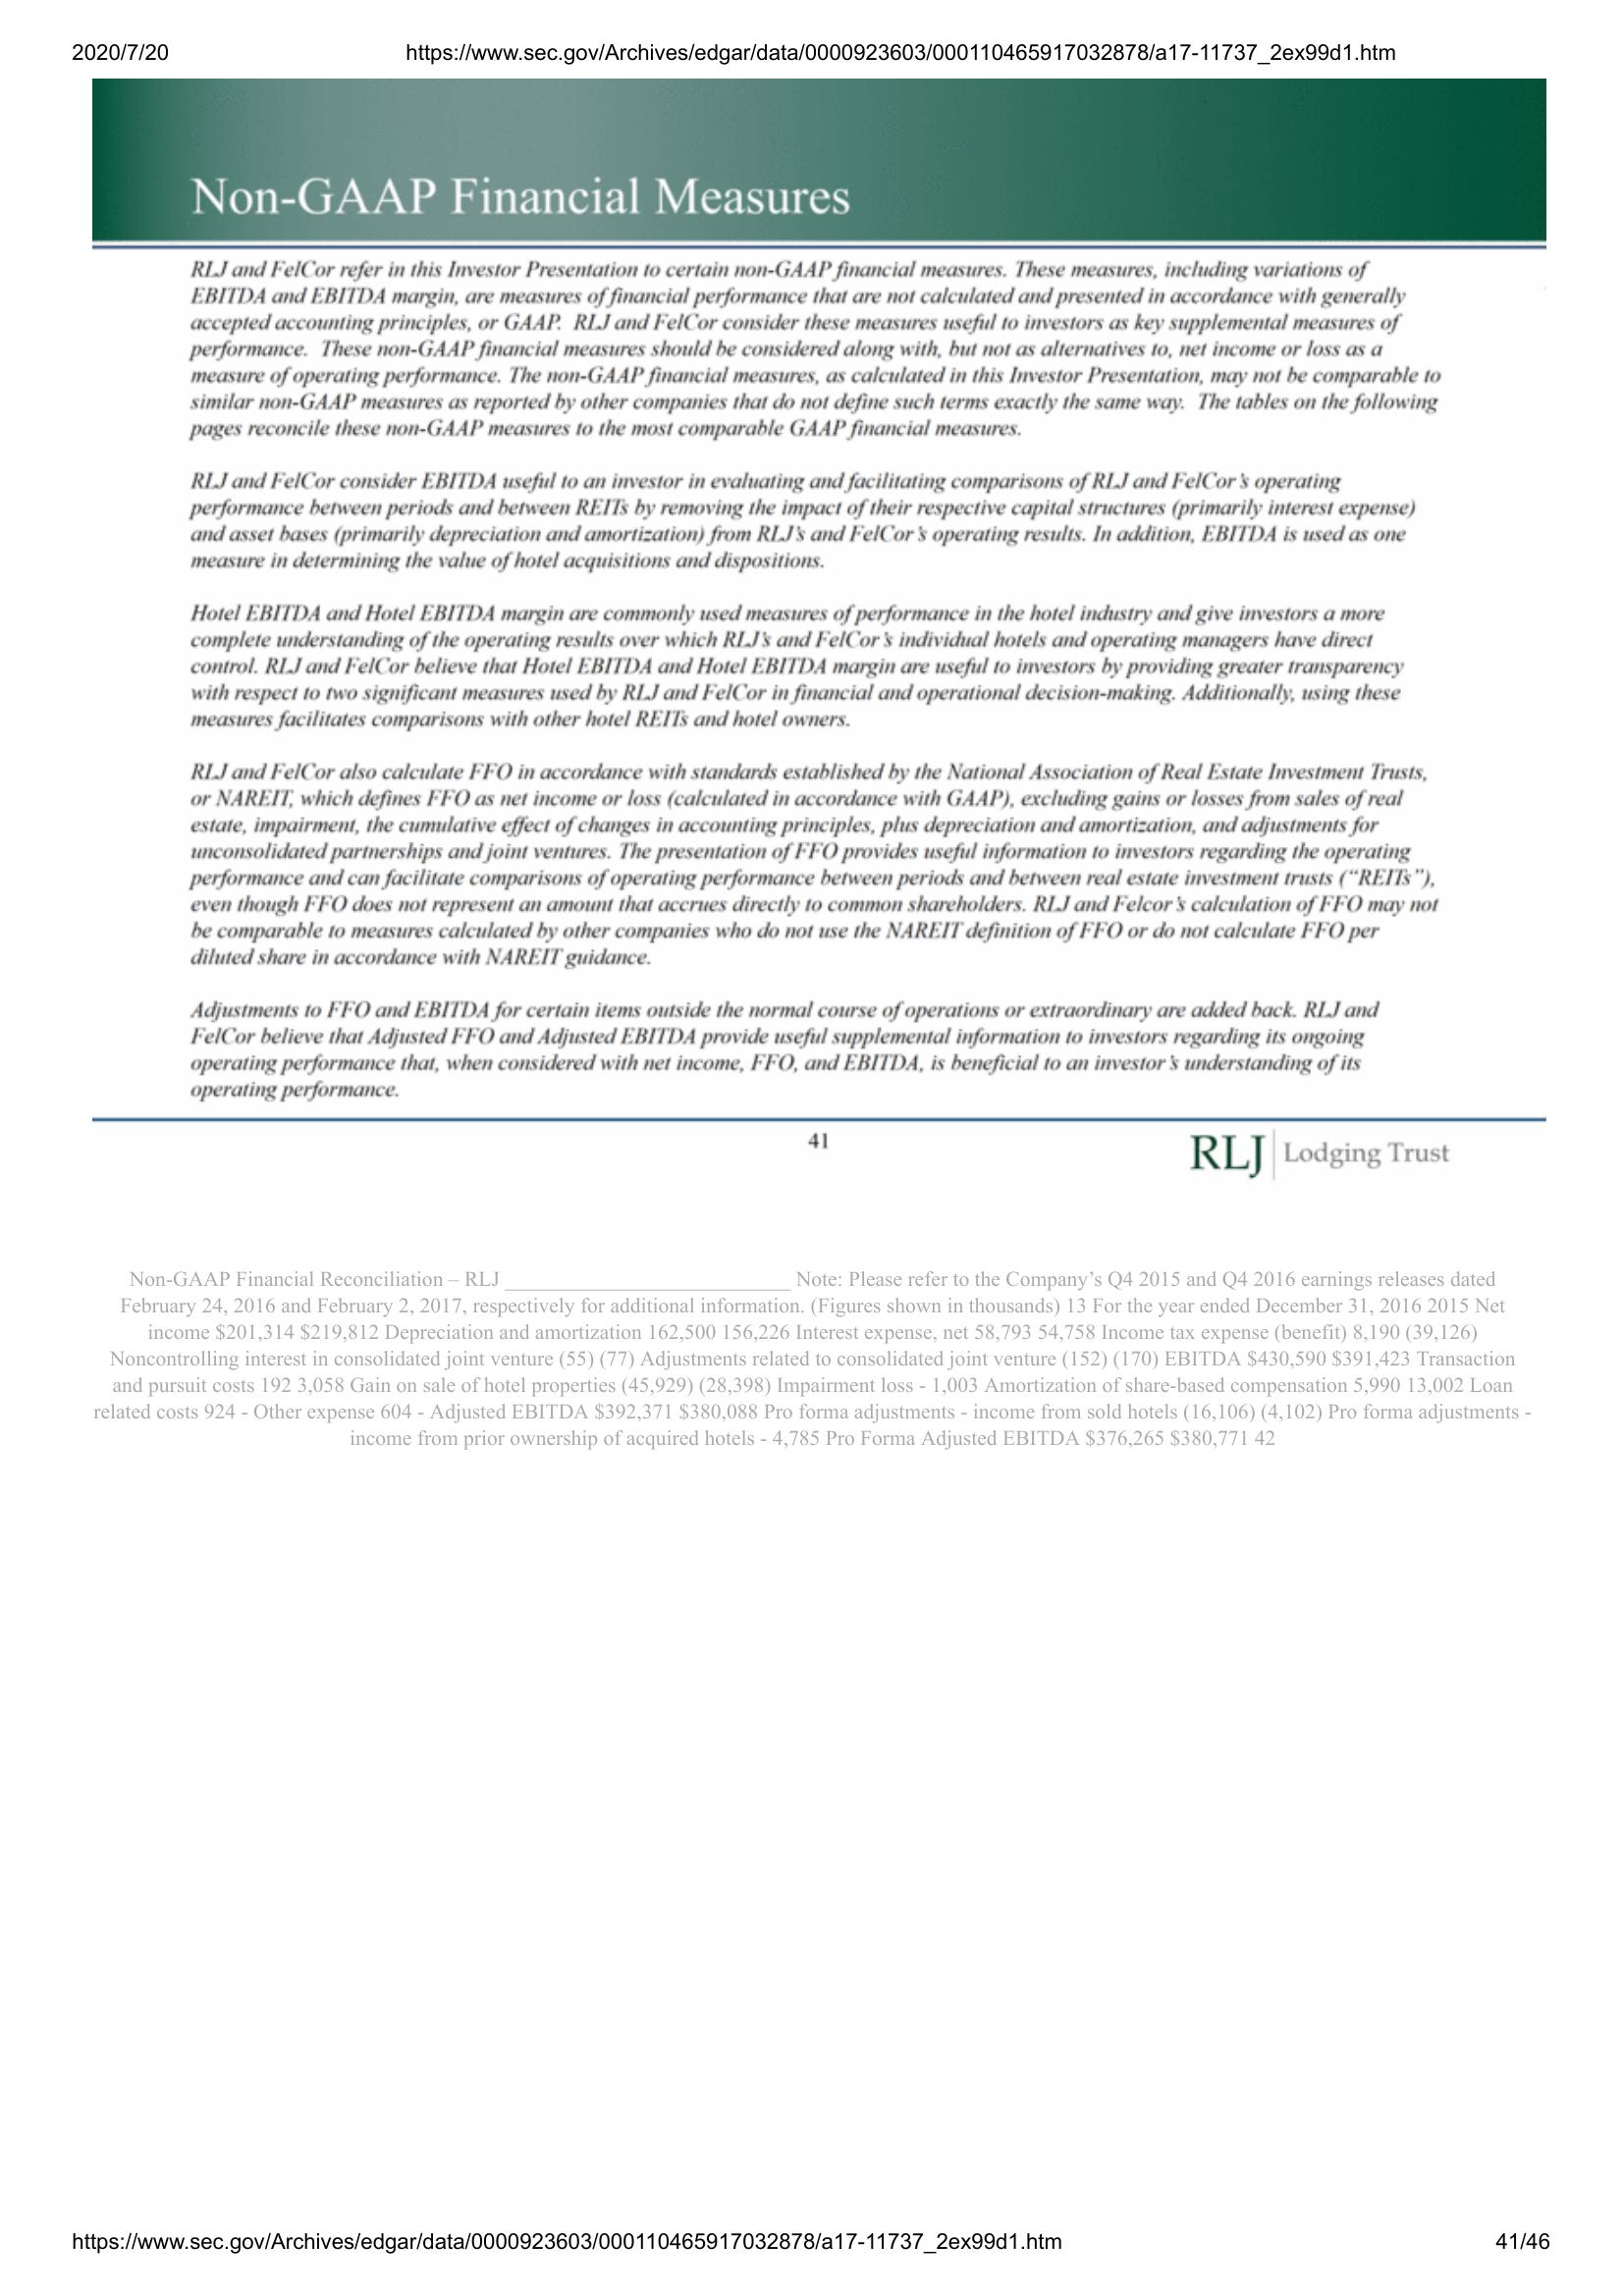 2020/7/20 https://www.sec.gov/Archives/edgar/data/0000923603/000110465917032878/a17-11737_2ex99d1.htm
Non-GAAP Financial Measures
RLJ and FelCor refer in this Investor Presentation to certain non-GAAP financial measures. These measures, including variations of
EBITDA and EBITDA margin, are measures of financial performance that are not calculated and presented in accordance with generally
accepted accounting principles, or GAAP. RLJ and FelCor consider these measures useful to investors as key supplemental measures of
performance. These non-GAAP financial measures should be considered along with, but not as alternatives to, net income or loss as a
measure of operating performance. The non-GAAP financial measures, as calculated in this Investor Presentation, may not be comparable to
similar non-GAAP measures as reported by other companies that do not define such terms exactly the same way. The tables on the following
pages reconcile these non-GAAP measures to the most comparable GAAP financial measures.
RLJ and FelCor consider EBITDA useful to an investor in evaluating and facilitating comparisons of RLJ and FelCor's operating
performance between periods and between REITs by removing the impact of their respective capital structures (primarily interest expense)
and asset bases (primarily depreciation and amortization) from RLJ's and FelCor's operating results. In addition, EBITDA is used as one
measure in determining the value of hotel acquisitions and dispositions.
Hotel EBITDA and Hotel EBITDA margin are commonly used measures of performance in the hotel industry and give investors a more
complete understanding of the operating results over which RLJ's and FelCor's individual hotels and operating managers have direct
control. RLJ and FelCor believe that Hotel EBITDA and Hotel EBITDA margin are useful to investors by providing greater transparency
with respect to two significant measures used by RLJ and FelCor in financial and operational decision-making. Additionally, using these
measures facilitates comparisons with other hotel REITs and hotel owners.
RLJ and FelCor also calculate FFO in accordance with standards established by the National Association of Real Estate Investment Trusts,
or NAREIT, which defines FFO as net income or loss (calculated in accordance with GAAP), excluding gains or losses from sales of real
estate, impairment, the cumulative effect of changes in accounting principles, plus depreciation and amortization, and adjustments for
unconsolidated partnerships and joint ventures. The presentation of FFO provides useful information to investors regarding the operating
performance and can facilitate comparisons of operating performance between periods and between real estate investment trusts (“REITs”),
even though FFO does not represent an amount that accrues directly to common shareholders. RLJ and Felcor's calculation of FFO may not
be comparable to measures calculated by other companies who do not use the NAREIT definition of FFO or do not calculate FFO per
diluted share in accordance with NAREIT guidance.
Adjustments to FFO and EBITDA for certain items outside the normal course of operations or extraordinary are added back. RLJ and
FelCor believe that Adjusted FFO and Adjusted EBITDA provide useful supplemental information to investors regarding its ongoing
operating performance that, when considered with net income, FFO, and EBITDA, is beneficial to an investor's understanding of its
operating performance.
41
RLJ Lodging Trust
Non-GAAP Financial Reconciliation – RLJ __________________________ Note: Please refer to the Company’s Q4 2015 and Q4 2016 earnings releases dated
February 24, 2016 and February 2, 2017, respectively for additional information. (Figures shown in thousands) 13 For the year ended December 31, 2016 2015 Net
income $201,314 $219,812 Depreciation and amortization 162,500 156,226 Interest expense, net 58,793 54,758 Income tax expense (benefit) 8,190 (39,126)
Noncontrolling interest in consolidated joint venture (55) (77) Adjustments related to consolidated joint venture (152) (170) EBITDA $430,590 $391,423 Transaction
and pursuit costs 192 3,058 Gain on sale of hotel properties (45,929) (28,398) Impairment loss - 1,003 Amortization of share-based compensation 5,990 13,002 Loan
related costs 924 - Other expense 604 - Adjusted EBITDA $392,371 $380,088 Pro forma adjustments - income from sold hotels (16,106) (4,102) Pro forma adjustments -
income from prior ownership of acquired hotels - 4,785 Pro Forma Adjusted EBITDA $376,265 $380,771 42
https://www.sec.gov/Archives/edgar/data/0000923603/000110465917032878/a17-11737_2ex99d1.htm 41/46